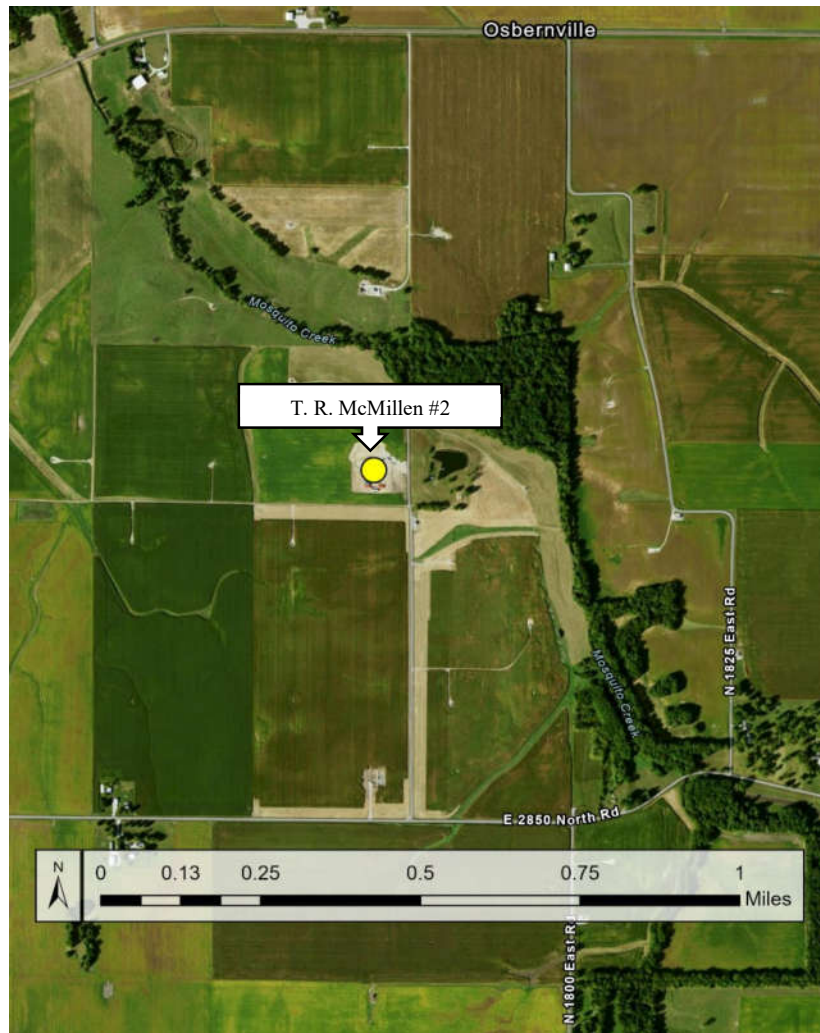 Osbernville
Mosquito Creek
T. R. McMillen #2
N 1825 East Rd
Mosquito Creek
E 2850 North Rd
N
0 0.13 0.25 0.5 0.75 1
Miles
N 1800 East Rd